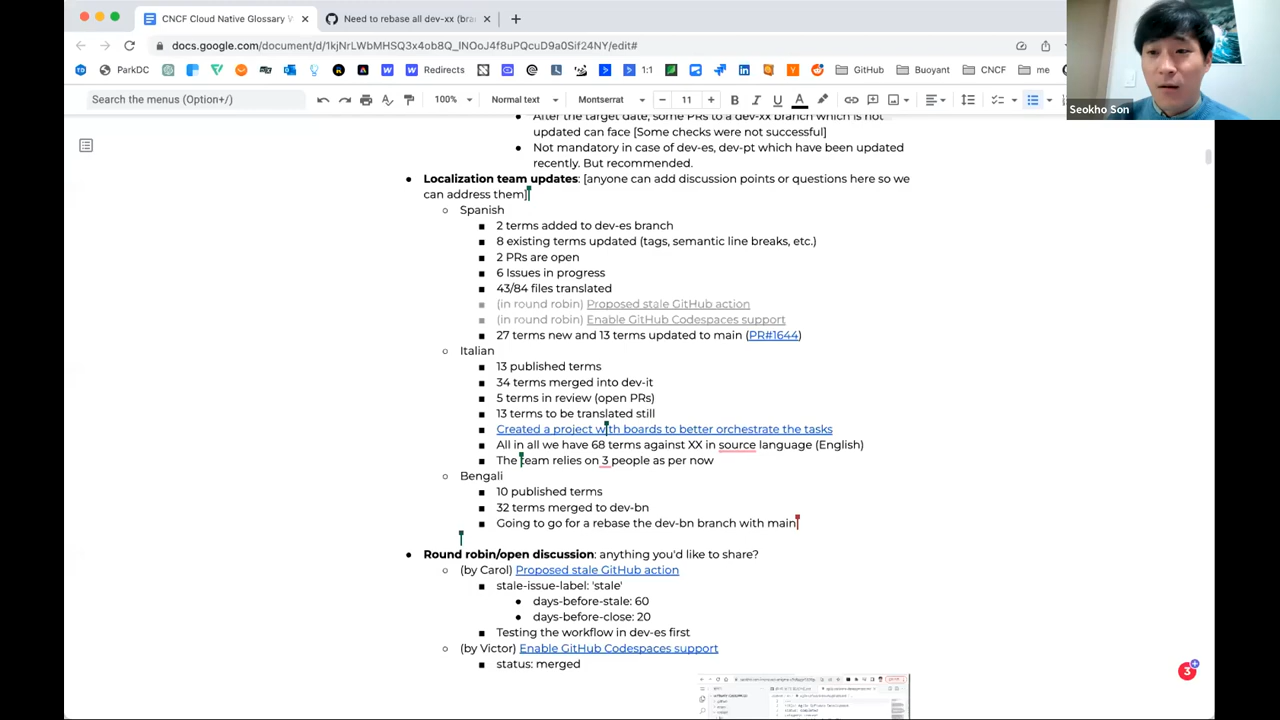 CNCF Cloud Native Glossary W
Need to rebase all dev-xx (bra
docs.google.com/document/d/1kjNrLWbMHSQ3x4ob8Q_INOoJ4f8uPQcuD9a0Sif24NY/edit#
ParkDC
Redirects
1:1
GitHub
Buoyant
CNCF
me
Seokho Son
Search the menus (Option+/)
100%
Normal text
Montserrat
11
After the target date, some PRs to a dev-xx branch which is not
updated can face [Some checks were not successful]
Not mandatory in case of dev-es, dev-pt which have been updated
recently. But recommended.
Localization team updates: [anyone can add discussion points or questions here so we
can address them]
Spanish
2 terms added to dev-es branch
8 existing terms updated (tags, semantic line breaks, etc.)
2 PRs are open
6 Issues in progress
43/84 files translated
(in round robin) Proposed stale GitHub action
(in round robin) Enable GitHub Codespaces support
27 terms new and 13 terms updated to main (PR#1644)
Italian
13 published terms
34 terms merged into dev-it
5 terms in review (open PRs)
13 terms to be translated still
Created a project with boards to better orchestrate the tasks
All in all we have 68 terms against XX in source language (English)
The team relies on 3 people as per now
Bengali
10 published terms
32 terms merged to dev-bn
Going to go for a rebase the dev-bn branch with main
Round robin/open discussion: anything you'd like to share?
(by Carol) Proposed stale GitHub action
stale-issue-label: 'stale'
days-before-stale: 60
days-before-close: 20
Testing the workflow in dev-es first
(by Victor) Enable GitHub Codespaces support
status: merged
3